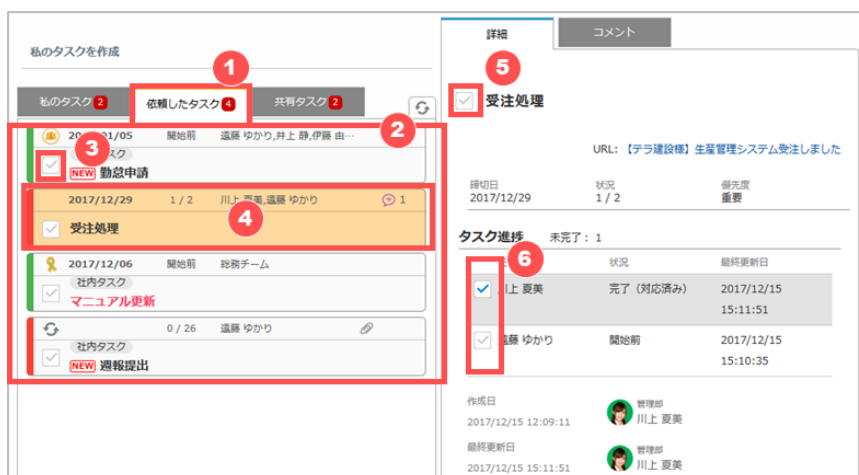 私のタスクを作成
1
私のタスク 2
依頼したタスク 4
共有タスク 2
2
01/05 開始前 遠藤 ゆかり,井上 静,伊藤 由…
3
NEW 勤怠申請
2017/12/29 1 / 2 川上 夏美,遠藤 ゆかり 1
4
受注処理
2017/12/06 開始前 総務チーム
社内タスク
マニュアル更新
0 / 26 遠藤 ゆかり
社内タスク
NEW 週報提出
詳細 コメント
5
受注処理
URL: 【テラ建設様】生産管理システム受注しました
締切日 状況 優先度
2017/12/29 1 / 2 重要
タスク進捗 未完了: 1
6
状況 最終更新日
川上 夏美 完了（対応済み） 2017/12/15
15:11:51
遠藤 ゆかり 開始前 2017/12/15
15:10:35
作成日
2017/12/15 12:09:11
管理部
川上 夏美
最終更新日
2017/12/15 15:11:51
管理部
川上 夏美